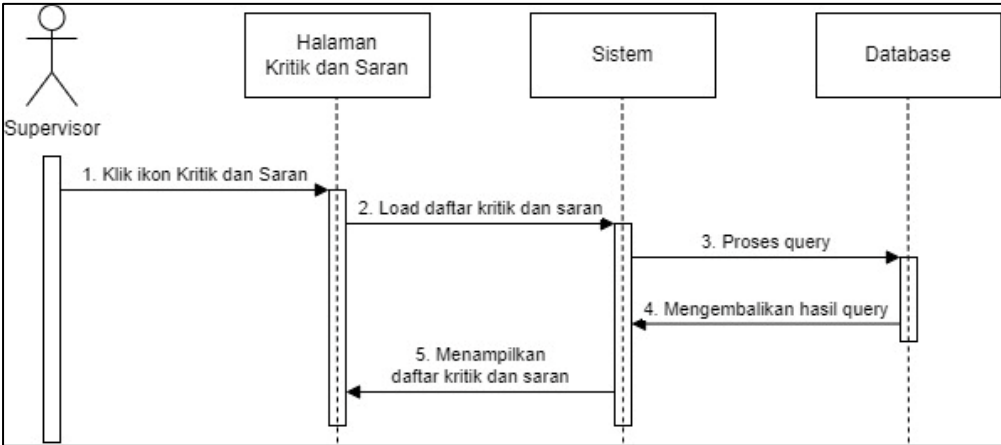 Halaman
Kritik dan Saran
Sistem
Database
Supervisor
1. Klik ikon Kritik dan Saran
2. Load daftar kritik dan saran
3. Proses query
4. Mengembalikan hasil query
5. Menampilkan
daftar kritik dan saran